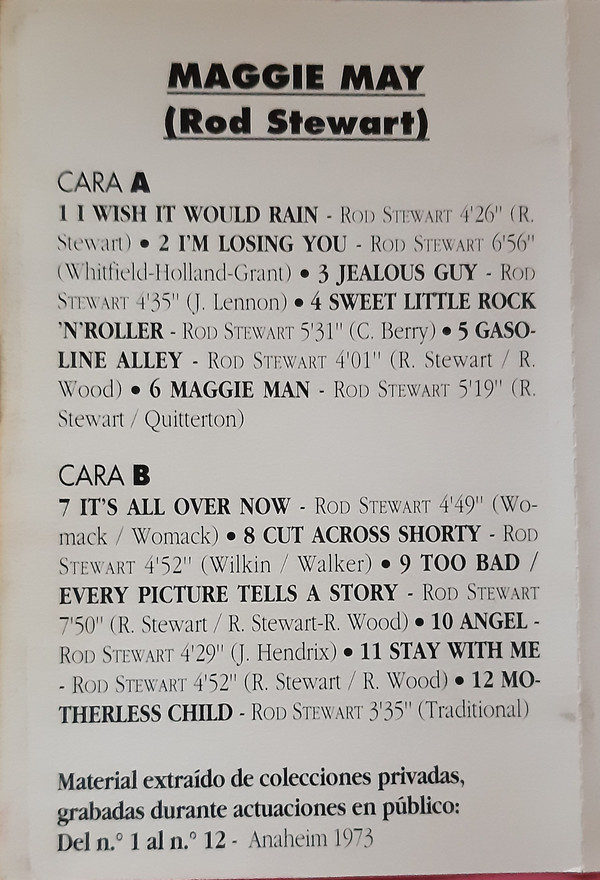 MAGGIE MAY
(Rod Stewart)
CARA A
1 I WISH IT WOULD RAIN - ROD STEWART 4'26" (R.
Stewart) • 2 I'M LOSING YOU - ROD STEWART 6'56"
(Whitfield-Holland-Grant) • 3 JEALOUS GUY - ROD
STEWART 4'35" (J. Lennon) • 4 SWEET LITTLE ROCK
'N'ROLLER - ROD STEWART 5'31" (C. Berry) • 5 GASO-
LINE ALLEY - ROD STEWART 4'01" (R. Stewart / R.
Wood) • 6 MAGGIE MAN - ROD STEWART 5'19" (R.
Stewart / Quitterton)
CARA B
7 IT'S ALL OVER NOW - ROD STEWART 4'49" (Wo-
mack / Womack) • 8 CUT ACROSS SHORTY - ROD
STEWART 4'52" (Wilkin / Walker) • 9 TOO BAD /
EVERY PICTURE TELLS A STORY - ROD STEWART
7'50" (R. Stewart / R. Stewart-R. Wood) • 10 ANGEL -
ROD STEWART 4'29" (J. Hendrix) • 11 STAY WITH ME
- ROD STEWART 4'52" (R. Stewart / R. Wood) • 12 MO-
THERLESS CHILD - ROD STEWART 3'35" (Traditional)
Material extraído de colecciones privadas,
grabadas durante actuaciones en público:
Del n.° 1 al n.° 12 - Anaheim 1973